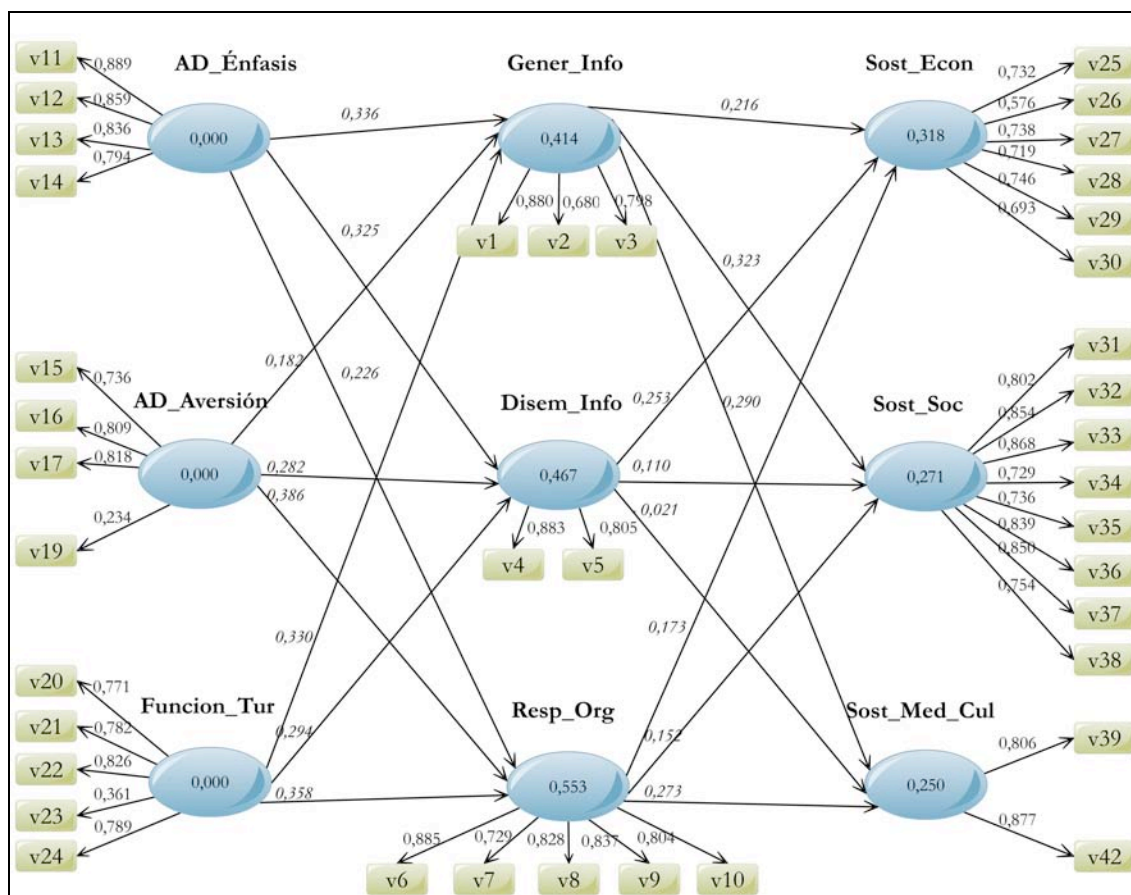 v11
0,889
v12
0,859
v13
0,836
v14
0,794
AD_Énfasis
0,000
0,336
0,325
0,226
Gener_Info
0,414
0,880
0,680
0,798
v1
v2
v3
0,216
0,323
0,290
Sost_Econ
0,318
0,732
v25
0,576
v26
0,738
v27
0,719
v28
0,746
v29
0,693
v30
v15
0,736
v16
0,809
v17
0,818
v19
0,234
AD_Aversión
0,000
0,182
0,282
0,386
Disem_Info
0,467
0,883
0,805
v4
v5
0,253
0,110
0,021
Sost_Soc
0,271
v31
0,802
v32
0,854
v33
0,868
v34
0,729
v35
0,736
v36
0,839
v37
0,850
v38
0,754
v20
0,771
v21
0,782
v22
0,826
v23
0,361
v24
0,789
Funcion_Tur
0,000
0,330
0,294
0,358
Resp_Org
0,553
0,885
0,729
0,828
0,837
0,804
v6
v7
v8
v9
v10
0,173
0,152
0,273
Sost_Med_Cul
0,250
0,806
v39
0,877
v42